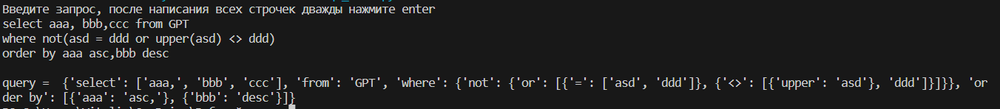 Введите запрос, после написания всех строчек дважды нажмите enter
select aaa, bbb,ccc from GPT
where not(asd = ddd or upper(asd) <> ddd)
order by aaa asc,bbb desc
query =  {'select': ['aaa,', 'bbb', 'ccc'], 'from': 'GPT', 'where': {'not': {'or': [{'=': ['asd', 'ddd']}, {'<>': [{'upper': 'asd'}, 'ddd']}]}}, 'or
der by': [{'aaa': 'asc,'}, {'bbb': 'desc'}]}